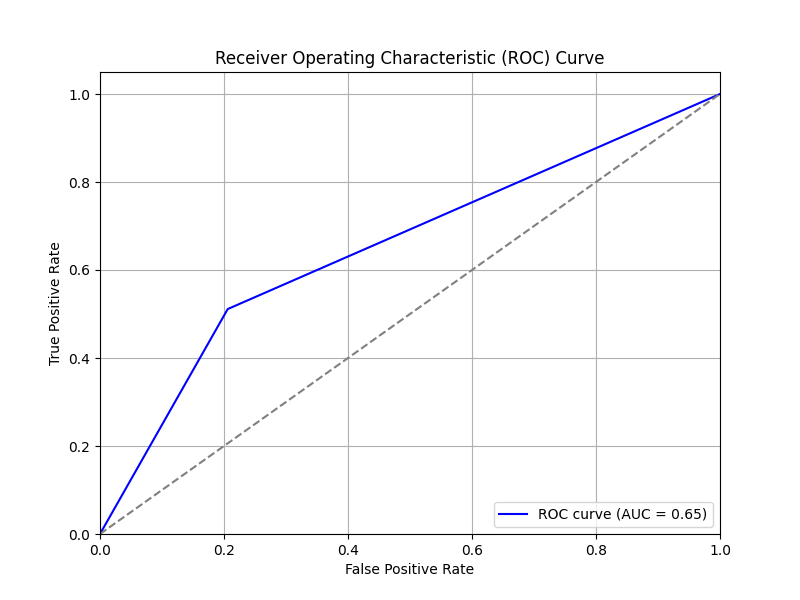 Receiver Operating Characteristic (ROC) Curve
True Positive Rate
1.0
0.8
0.6
0.4
0.2
0.0
ROC curve (AUC = 0.65)
0.0 0.2 0.4 0.6 0.8 1.0
False Positive Rate